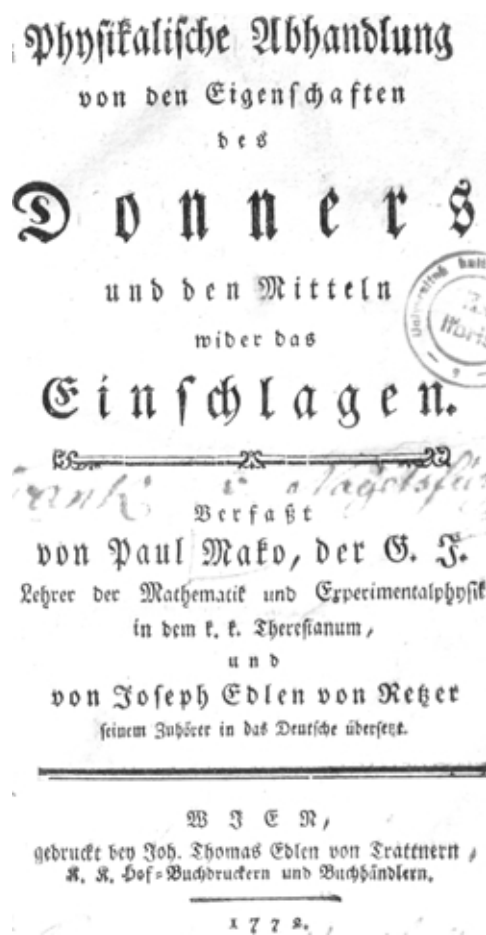 Physikalische Abhandlung
von den Eigenschaften
des
Donners
und den Mitteln
wider das
Einschlagen.
Verfaßt
von Paul Mako, der G. J.
Lehrer der Mathematik und Experimentalphysik
in dem k. k. Theresianum,
und
von Joseph Edlen von Retzer
seinem Zuhörer in das Deutsche übersetzt.
WIEN,
gedruckt bey Joh. Thomas Edlen von Trattnern,
K. K. Hof-Buchdruckern und Buchhändlern.
1772.